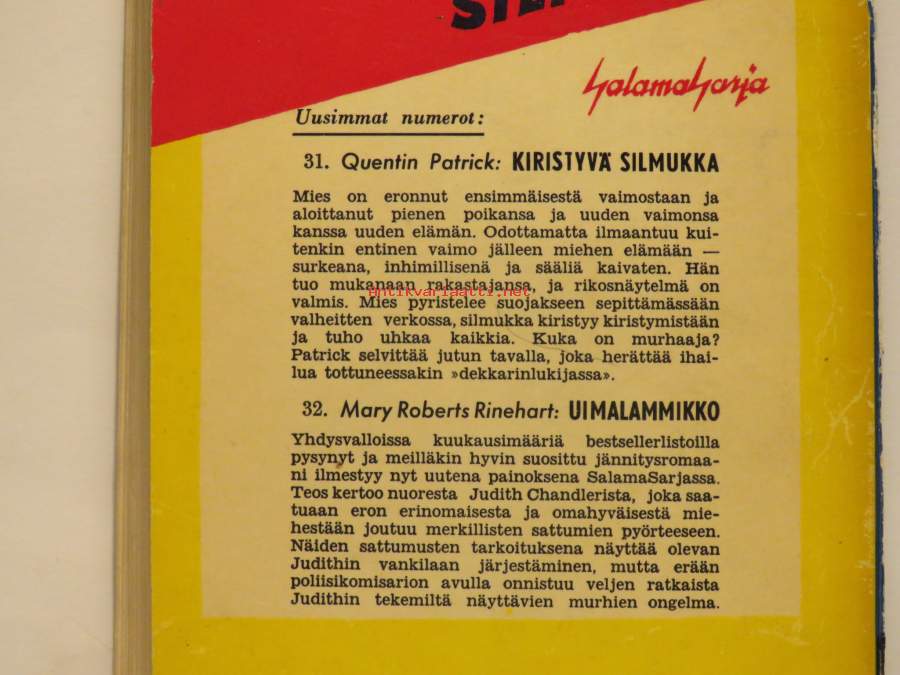 SalamaSarja
Uusimmat numerot:
31. Quentin Patrick: KIRISTYVÄ SILMUKKA
Mies on eronnut ensimmäisestä vaimostaan ja
aloittanut pienen poikansa ja uuden vaimonsa
kanssa uuden elämän. Odottamatta ilmaantuu kui-
tenkin entinen vaimo jälleen miehen elämään —
surkeana, inhimillisenä ja sääliä kaivaten. Hän
tuo mukanaan rakastajansa, ja rikosnäytelmä on
Antikvariaatti.net
valmis. Mies pyristelee suojakseen sepittämässään
valheitten verkossa, silmukka kiristyy kiristymistään
ja tuho uhkaa kaikkia. Kuka on murhaaja?
Patrick selvittää jutun tavalla, joka herättää ihai-
lua tottuneessakin »dekkarinlukijassa».
32. Mary Roberts Rinehart: UIMALAMMIKKO
Yhdysvalloissa kuukausimääriä bestsellerlistoilla
pysynyt ja meilläkin hyvin suosittu jännitysromaa-
ni ilmestyy nyt uutena painoksena SalamaSarjassa.
Teos kertoo nuoresta Judith Chandlerista, joka saa-
tuaan eron erinomaisesta ja omahyväisestä mie-
hestään joutuu merkillisten sattumien pyörteeseen.
Näiden sattumusten tarkoituksena näyttää olevan
Judithin vankilaan järjestäminen, mutta erään
poliisikomisarion avulla onnistuu veljen ratkaista
Judithin tekemiltä näyttävien murhien ongelma.